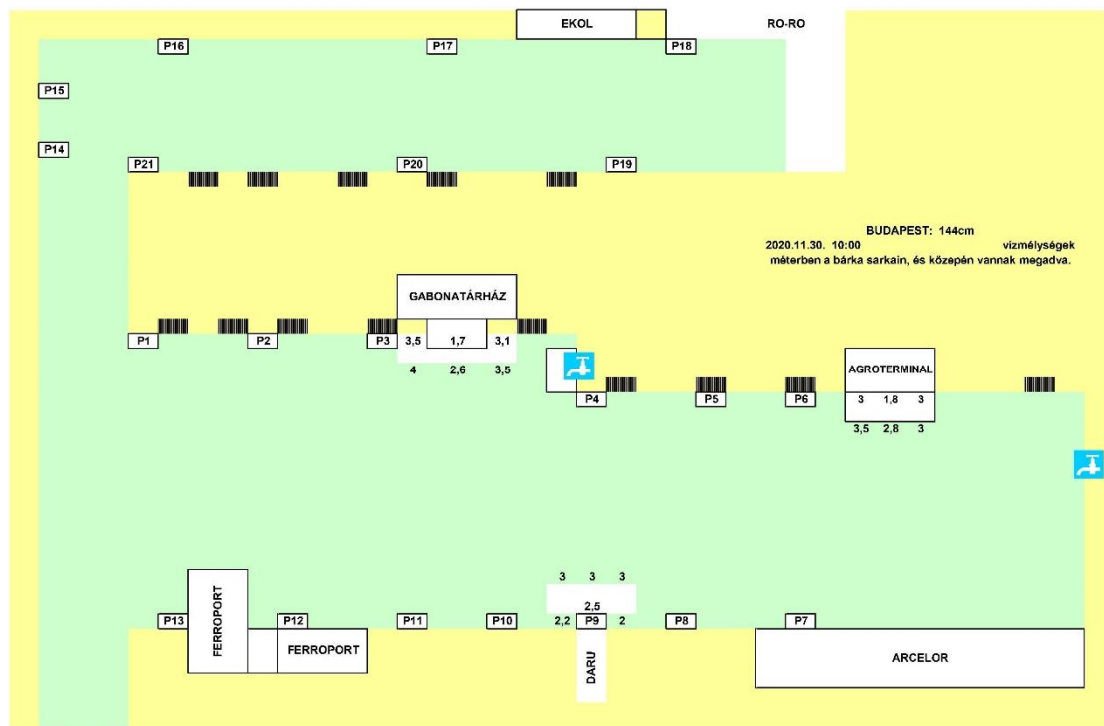 EKOL
RO-RO
P16
P17
P18
P15
P14
P21
P20
P19
BUDAPEST: 144cm
2020.11.30. 10:00 vizmélységek
méterben a bárka sarkain, és közepén vannak megadva.
GABONATÁRHÁZ
P1
P2
P3
3,5 1,7 3,1
4 2,6 3,5
AGROTERMINAL
P4
P5
P6
3 1,8 3
3,5 2,8 3
3 3 3
2,5
P13
FERROPORT
P12
P11
P10
2,2
P9
2
P8
P7
FERROPORT
DARU
ARCELOR